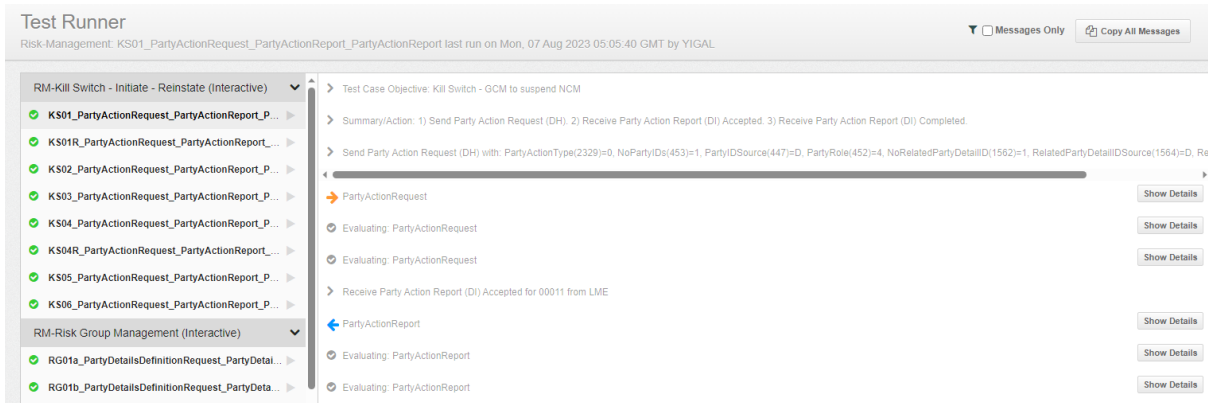 Test Runner
Risk-Management: KS01_PartyActionRequest_PartyActionReport_PartyActionReport last run on Mon, 07 Aug 2023 05:05:40 GMT by YIGAL
Messages Only
Copy All Messages
RM-Kill Switch - Initiate - Reinstate (Interactive)
KS01_PartyActionRequest_PartyActionReport_P...
KS01R_PartyActionRequest_PartyActionReport_...
KS02_PartyActionRequest_PartyActionReport_P...
KS03_PartyActionRequest_PartyActionReport_P...
KS04_PartyActionRequest_PartyActionReport_P...
KS04R_PartyActionRequest_PartyActionReport_...
KS05_PartyActionRequest_PartyActionReport_P...
KS06_PartyActionRequest_PartyActionReport_P...
RM-Risk Group Management (Interactive)
RG01a_PartyDetailsDefinitionRequest_PartyDetai...
RG01b_PartyDetailsDefinitionRequest_PartyDeta...
Test Case Objective: Kill Switch - GCM to suspend NCM
Summary/Action: 1) Send Party Action Request (DH). 2) Receive Party Action Report (DI) Accepted. 3) Receive Party Action Report (DI) Completed.
Send Party Action Request (DH) with: PartyActionType(2329)=0, NoPartyIDs(453)=1, PartyIDSource(447)=D, PartyRole(452)=4, NoRelatedPartyDetailID(1562)=1, RelatedPartyDetailIDSource(1564)=D, Re
PartyActionRequest
Show Details
Evaluating: PartyActionRequest
Show Details
Evaluating: PartyActionRequest
Show Details
Receive Party Action Report (DI) Accepted for 00011 from LME
PartyActionReport
Show Details
Evaluating: PartyActionReport
Show Details
Evaluating: PartyActionReport
Show Details